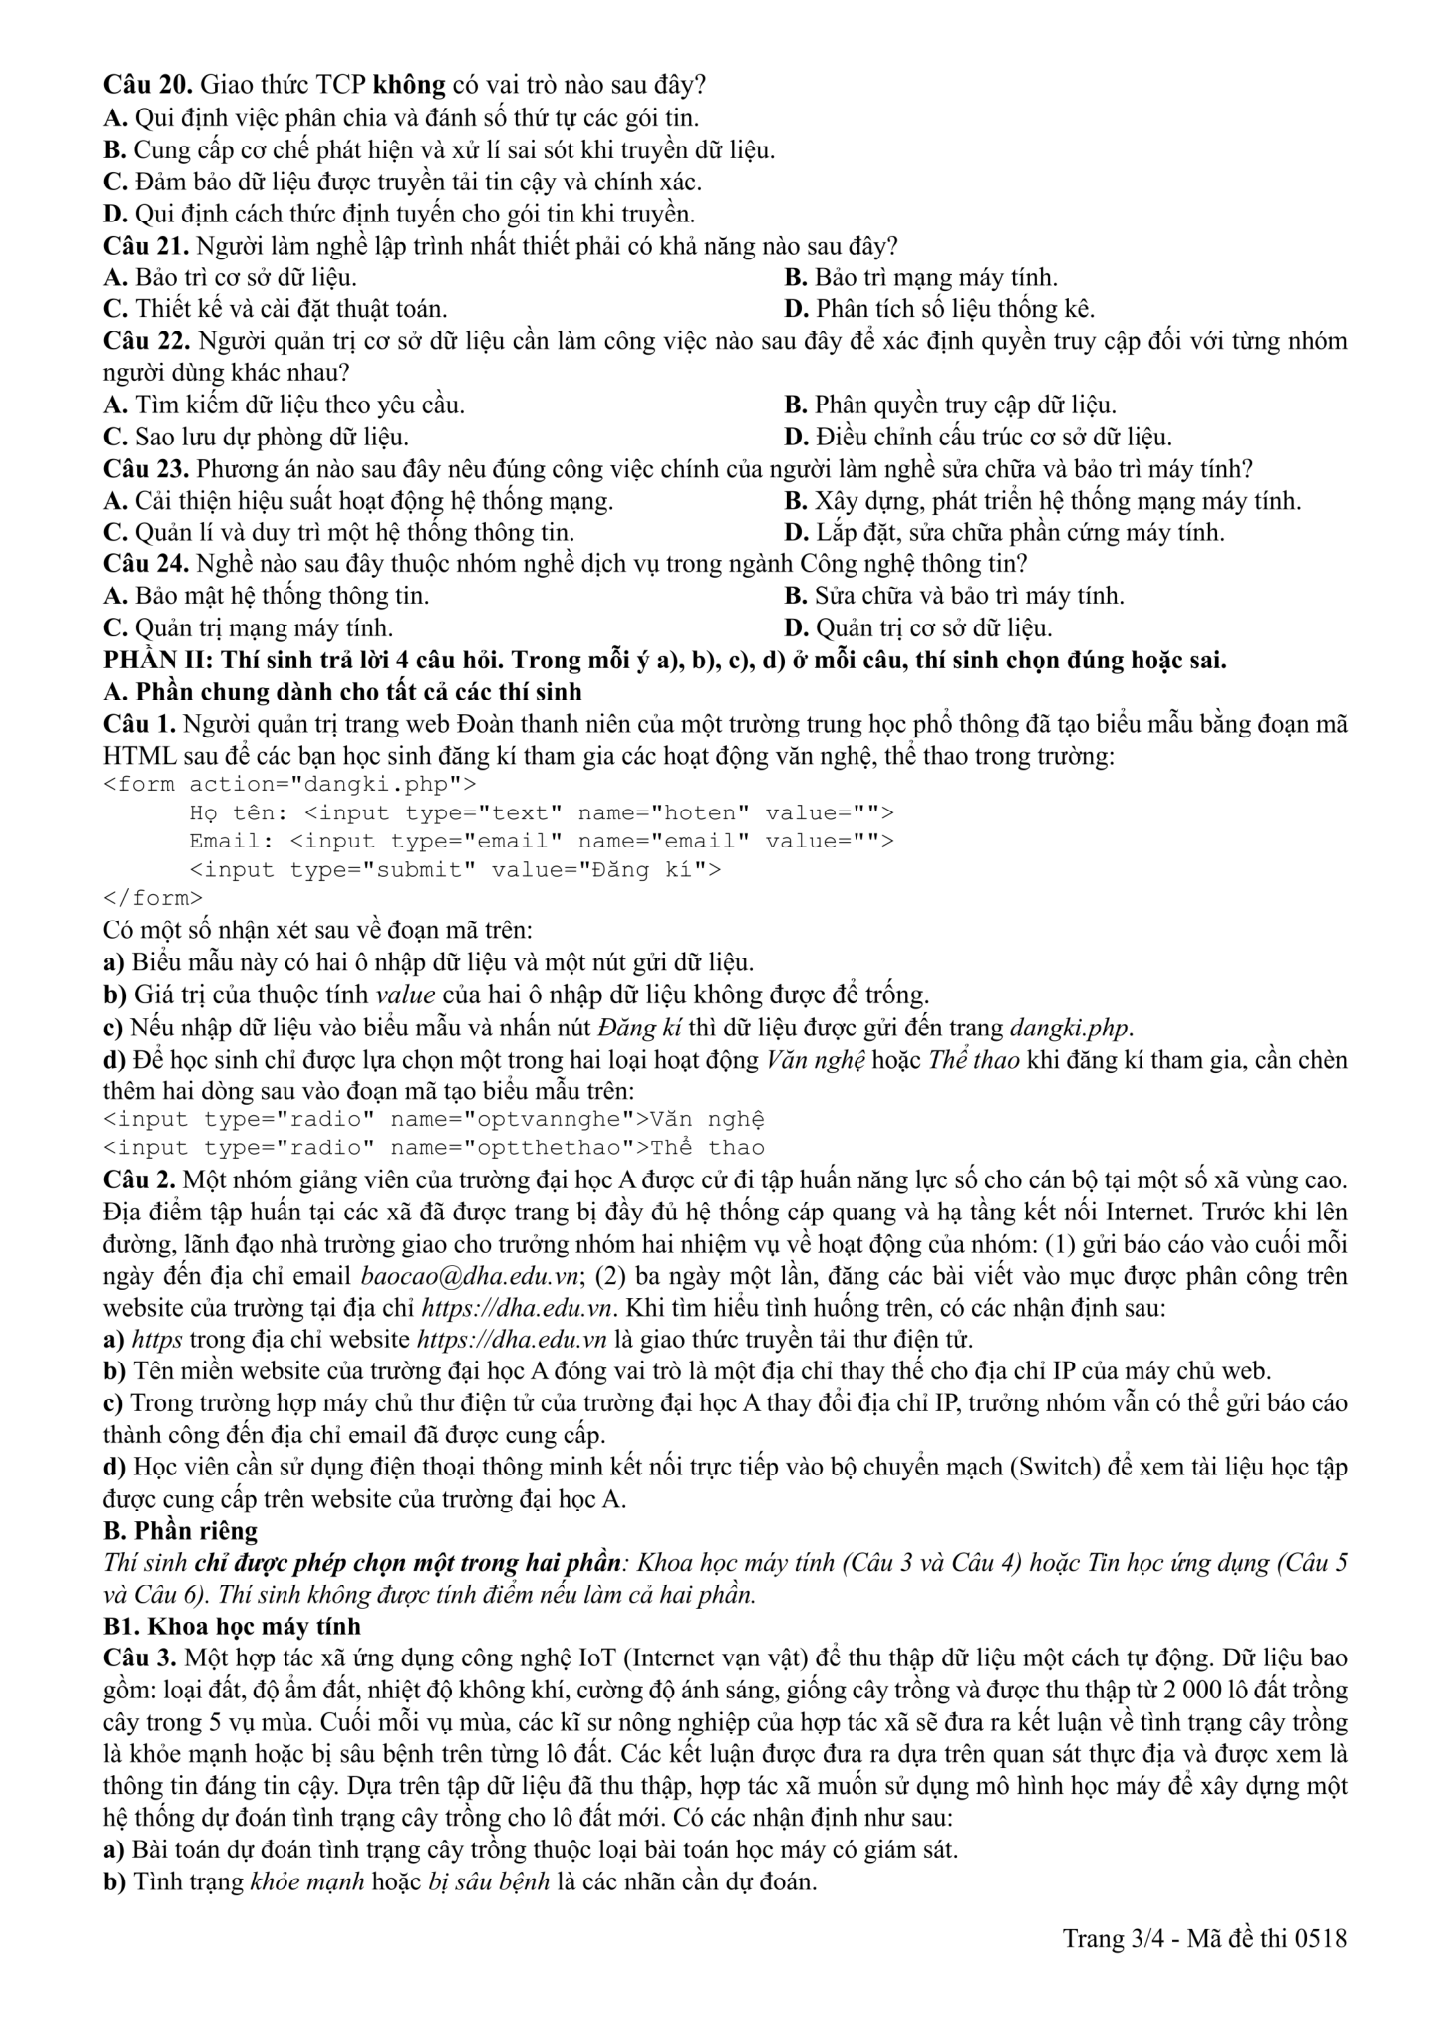 Câu 20. Giao thức TCP không có vai trò nào sau đây?
A. Qui định việc phân chia và đánh số thứ tự các gói tin.
B. Cung cấp cơ chế phát hiện và xử lí sai sót khi truyền dữ liệu.
C. Đảm bảo dữ liệu được truyền tải tin cậy và chính xác.
D. Qui định cách thức định tuyến cho gói tin khi truyền.
Câu 21. Người làm nghề lập trình nhất thiết phải có khả năng nào sau đây?
A. Bảo trì cơ sở dữ liệu. B. Bảo trì mạng máy tính.
C. Thiết kế và cài đặt thuật toán. D. Phân tích số liệu thống kê.
Câu 22. Người quản trị cơ sở dữ liệu cần làm công việc nào sau đây để xác định quyền truy cập đối với từng nhóm
người dùng khác nhau?
A. Tìm kiếm dữ liệu theo yêu cầu. B. Phân quyền truy cập dữ liệu.
C. Sao lưu dự phòng dữ liệu. D. Điều chỉnh cấu trúc cơ sở dữ liệu.
Câu 23. Phương án nào sau đây nêu đúng công việc chính của người làm nghề sửa chữa và bảo trì máy tính?
A. Cải thiện hiệu suất hoạt động hệ thống mạng. B. Xây dựng, phát triển hệ thống mạng máy tính.
C. Quản lí và duy trì một hệ thống thông tin. D. Lắp đặt, sửa chữa phần cứng máy tính.
Câu 24. Nghề nào sau đây thuộc nhóm nghề dịch vụ trong ngành Công nghệ thông tin?
A. Bảo mật hệ thống thông tin. B. Sửa chữa và bảo trì máy tính.
C. Quản trị mạng máy tính. D. Quản trị cơ sở dữ liệu.
PHẦN II: Thí sinh trả lời 4 câu hỏi. Trong mỗi ý a), b), c), d) ở mỗi câu, thí sinh chọn đúng hoặc sai.
A. Phần chung dành cho tất cả các thí sinh
Câu 1. Người quản trị trang web Đoàn thanh niên của một trường trung học phổ thông đã tạo biểu mẫu bằng đoạn mã
HTML sau để các bạn học sinh đăng kí tham gia các hoạt động văn nghệ, thể thao trong trường:
<form action="dangki.php">
Họ tên: <input type="text" name="hoten" value="">
Email: <input type="email" name="email" value="">
<input type="submit" value="Đăng kí">
</form>
Có một số nhận xét sau về đoạn mã trên:
a) Biểu mẫu này có hai ô nhập dữ liệu và một nút gửi dữ liệu.
b) Giá trị của thuộc tính value của hai ô nhập dữ liệu không được để trống.
c) Nếu nhập dữ liệu vào biểu mẫu và nhấn nút Đăng kí thì dữ liệu được gửi đến trang dangki.php.
d) Để học sinh chỉ được lựa chọn một trong hai loại hoạt động Văn nghệ hoặc Thể thao khi đăng kí tham gia, cần chèn
thêm hai dòng sau vào đoạn mã tạo biểu mẫu trên:
<input type="radio" name="optvannghe">Văn nghệ
<input type="radio" name="optthethao">Thể thao
Câu 2. Một nhóm giảng viên của trường đại học A được cử đi tập huấn năng lực số cho cán bộ tại một số xã vùng cao.
Địa điểm tập huấn tại các xã đã được trang bị đầy đủ hệ thống cáp quang và hạ tầng kết nối Internet. Trước khi lên
đường, lãnh đạo nhà trường giao cho trưởng nhóm hai nhiệm vụ về hoạt động của nhóm: (1) gửi báo cáo vào cuối mỗi
ngày đến địa chỉ email baocao@dha.edu.vn; (2) ba ngày một lần, đăng các bài viết vào mục được phân công trên
website của trường tại địa chỉ https://dha.edu.vn. Khi tìm hiểu tình huống trên, có các nhận định sau:
a) https trong địa chỉ website https://dha.edu.vn là giao thức truyền tải thư điện tử.
b) Tên miền website của trường đại học A đóng vai trò là một địa chỉ thay thế cho địa chỉ IP của máy chủ web.
c) Trong trường hợp máy chủ thư điện tử của trường đại học A thay đổi địa chỉ IP, trưởng nhóm vẫn có thể gửi báo cáo
thành công đến địa chỉ email đã được cung cấp.
d) Học viên cần sử dụng điện thoại thông minh kết nối trực tiếp vào bộ chuyển mạch (Switch) để xem tài liệu học tập
được cung cấp trên website của trường đại học A.
B. Phần riêng
Thí sinh chỉ được phép chọn một trong hai phần: Khoa học máy tính (Câu 3 và Câu 4) hoặc Tin học ứng dụng (Câu 5
và Câu 6). Thí sinh không được tính điểm nếu làm cả hai phần.
B1. Khoa học máy tính
Câu 3. Một hợp tác xã ứng dụng công nghệ IoT (Internet vạn vật) để thu thập dữ liệu một cách tự động. Dữ liệu bao
gồm: loại đất, độ ẩm đất, nhiệt độ không khí, cường độ ánh sáng, giống cây trồng và được thu thập từ 2 000 lô đất trồng
cây trong 5 vụ mùa. Cuối mỗi vụ mùa, các kĩ sư nông nghiệp của hợp tác xã sẽ đưa ra kết luận về tình trạng cây trồng
là khỏe mạnh hoặc bị sâu bệnh trên từng lô đất. Các kết luận được đưa ra dựa trên quan sát thực địa và được xem là
thông tin đáng tin cậy. Dựa trên tập dữ liệu đã thu thập, hợp tác xã muốn sử dụng mô hình học máy để xây dựng một
hệ thống dự đoán tình trạng cây trồng cho lô đất mới. Có các nhận định như sau:
a) Bài toán dự đoán tình trạng cây trồng thuộc loại bài toán học máy có giám sát.
b) Tình trạng khỏe mạnh hoặc bị sâu bệnh là các nhãn cần dự đoán.
Trang 3/4 - Mã đề thi 0518